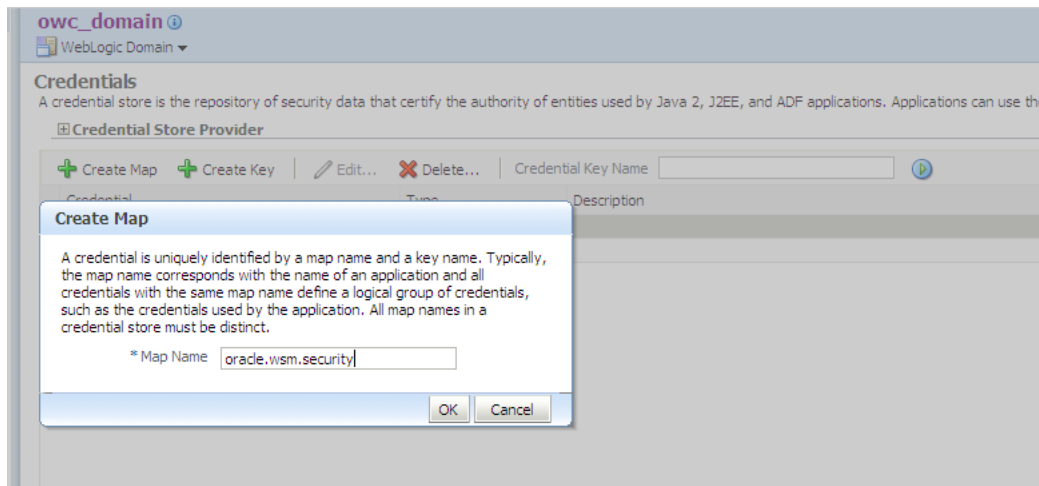 owc_domain
WebLogic Domain
Credentials
A credential store is the repository of security data that certify the authority of entities used by Java 2, J2EE, and ADF applications. Applications can use the
Credential Store Provider
Create Map Create Key Edit... Delete... Credential Key Name
Credential Type Description
Create Map
A credential is uniquely identified by a map name and a key name. Typically,
the map name corresponds with the name of an application and all
credentials with the same map name define a logical group of credentials,
such as the credentials used by the application. All map names in a
credential store must be distinct.
* Map Name oracle.wsm.security
OK Cancel